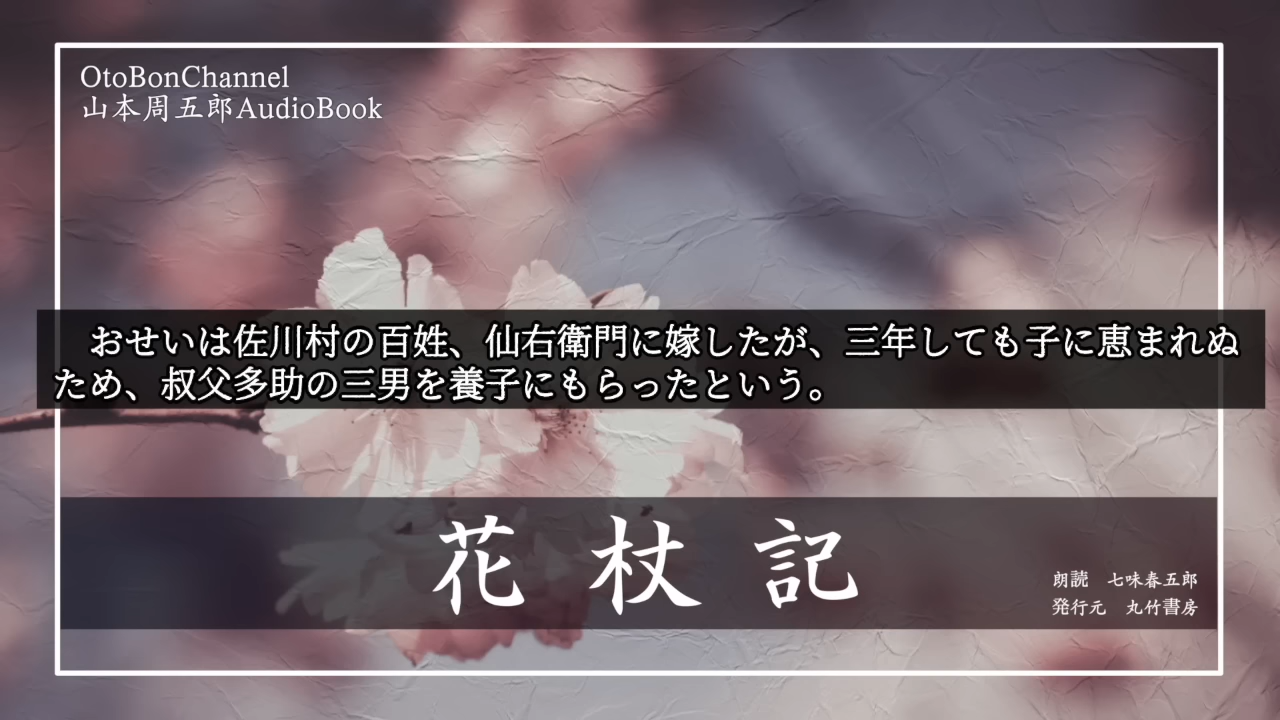 OtoBonChannel
山本周五郎AudioBook
おせいは佐川村の百姓、仙右衛門に嫁したが、三年しても子に恵まれぬ
ため、叔父多助の三男を養子にもらったという。
花杖記
朗読　七味春五郎
発行元　丸竹書房